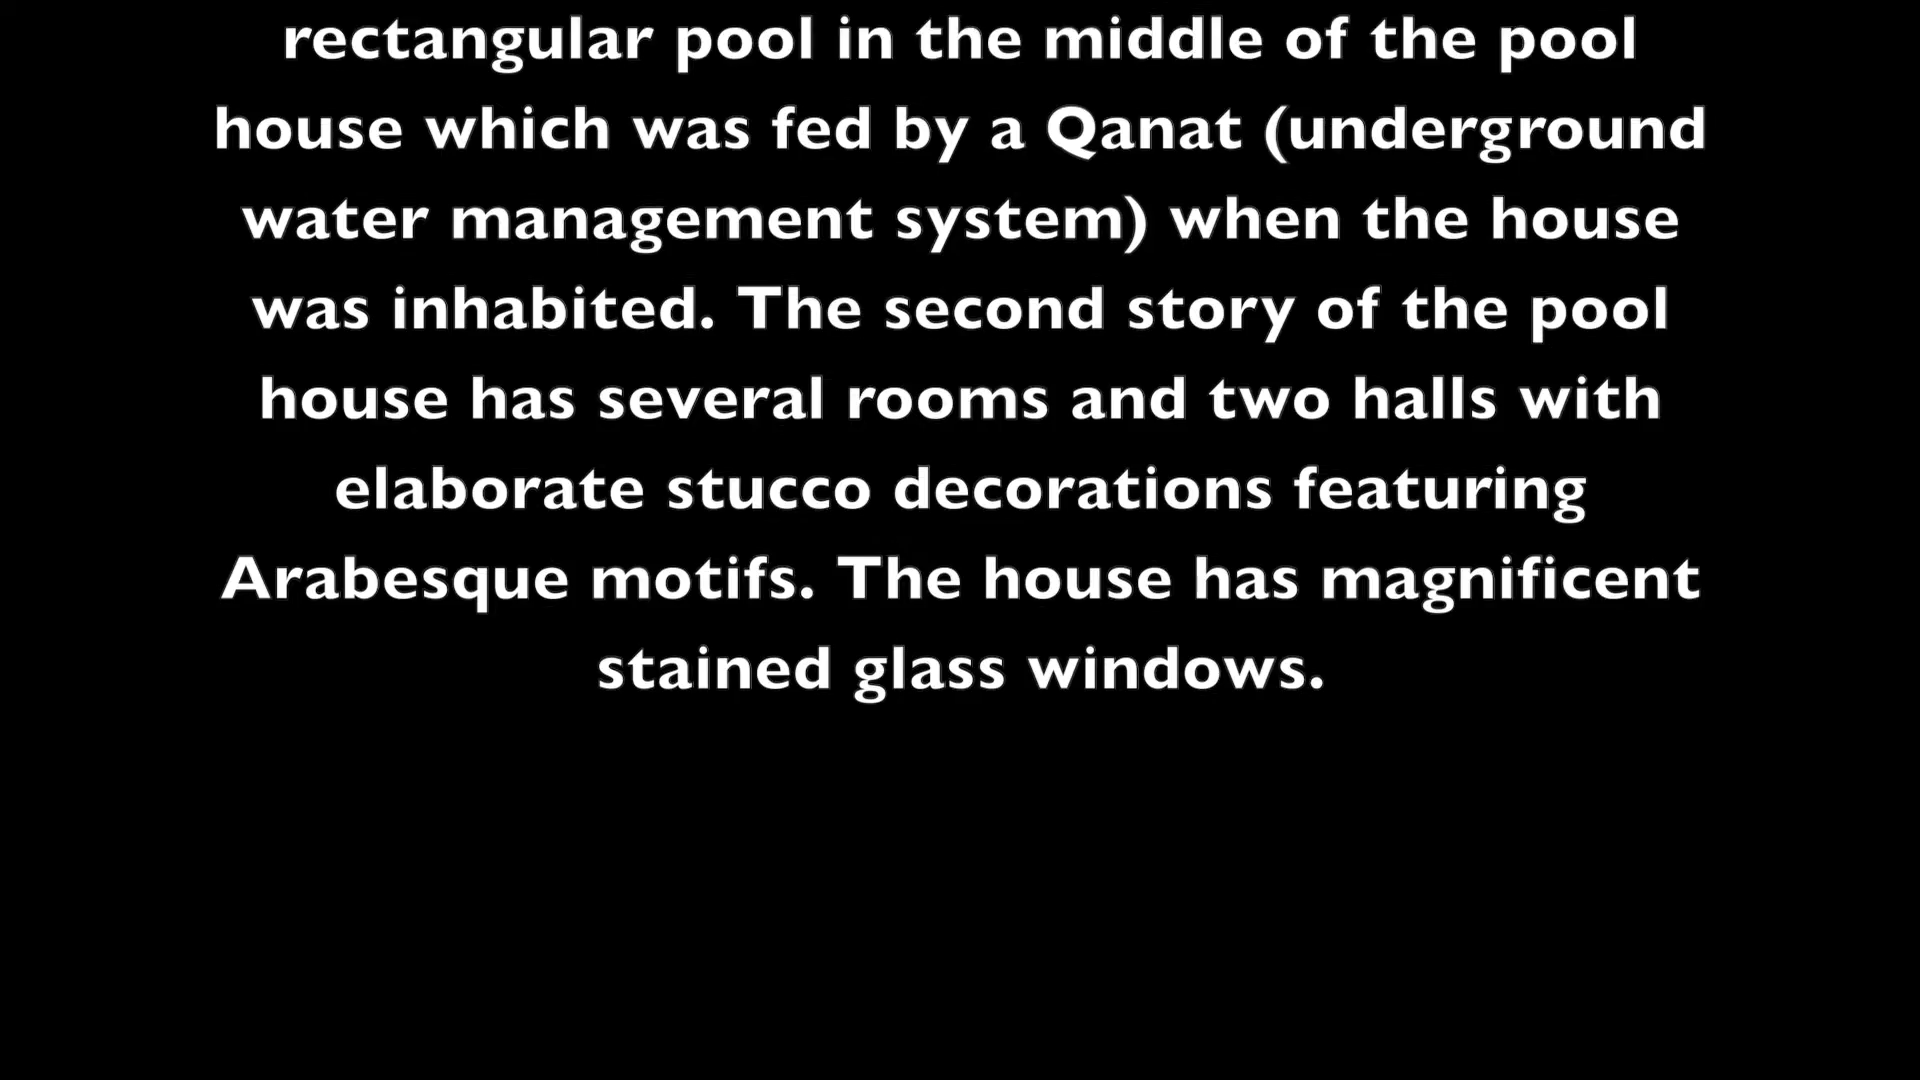 rectangular pool in the middle of the pool
house which was fed by a Qanat (underground
water management system) when the house
was inhabited. The second story of the pool
house has several rooms and two halls with
elaborate stucco decorations featuring
Arabesque motifs. The house has magnificent
stained glass windows.